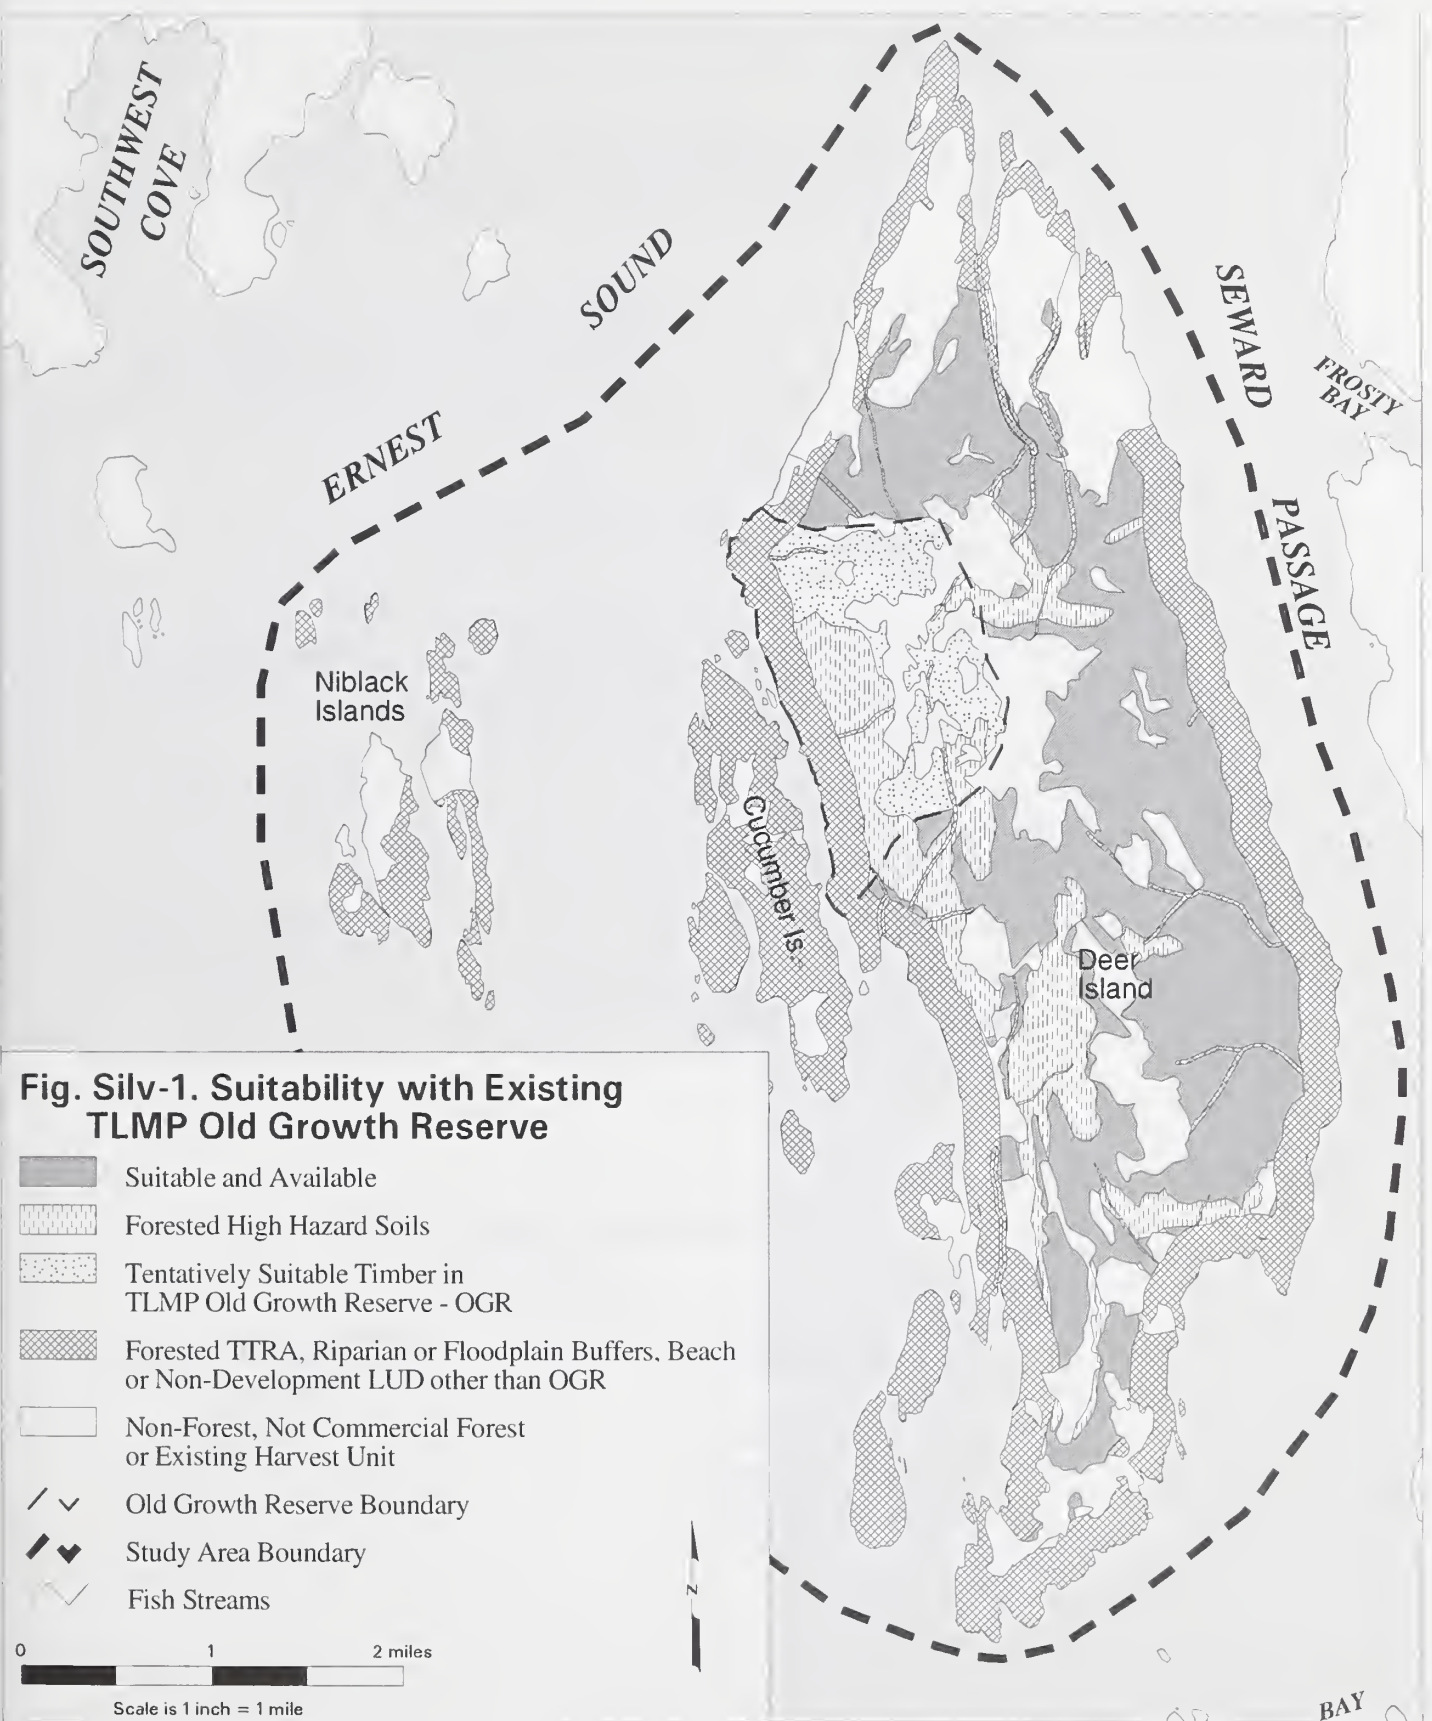 SOUTHWEST
COVE
ERNEST
SOUND
SEWARD
PASSAGE
FROSTY
BAY
Niblack
Islands
Cucumber Is.
Deer
Island
Fig. Silv-1. Suitability with Existing
TLMP Old Growth Reserve
Suitable and Available
Forested High Hazard Soils
Tentatively Suitable Timber in
TLMP Old Growth Reserve - OGR
Forested TTRA, Riparian or Floodplain Buffers, Beach
or Non-Development LUD other than OGR
Non-Forest, Not Commercial Forest
or Existing Harvest Unit
Old Growth Reserve Boundary
Study Area Boundary
Fish Streams
N
0 1 2 miles
Scale is 1 inch = 1 mile
BAY